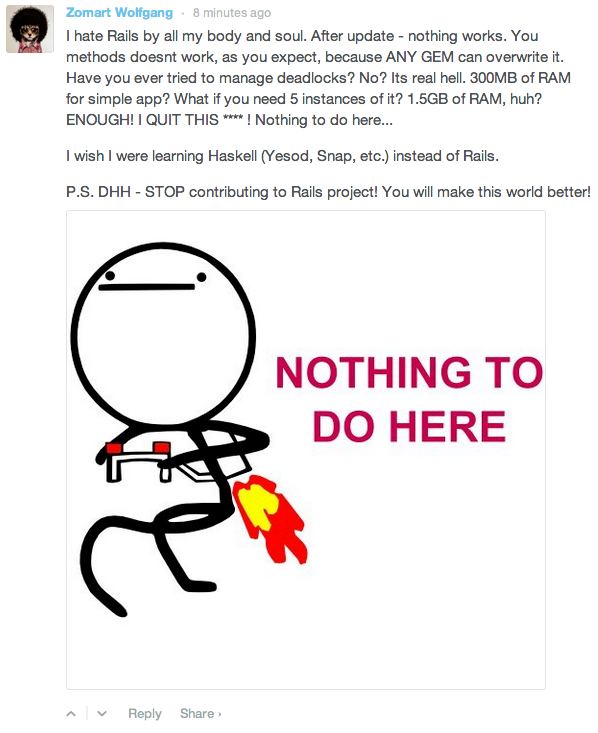 Zomart Wolfgang · 8 minutes ago
I hate Rails by all my body and soul. After update - nothing works. You
methods doesnt work, as you expect, because ANY GEM can overwrite it.
Have you ever tried to manage deadlocks? No? Its real hell. 300MB of RAM
for simple app? What if you need 5 instances of it? 1.5GB of RAM, huh?
ENOUGH! I QUIT THIS **** ! Nothing to do here...
I wish I were learning Haskell (Yesod, Snap, etc.) instead of Rails.
P.S. DHH - STOP contributing to Rails project! You will make this world better!
NOTHING TO
DO HERE
Reply Share ›